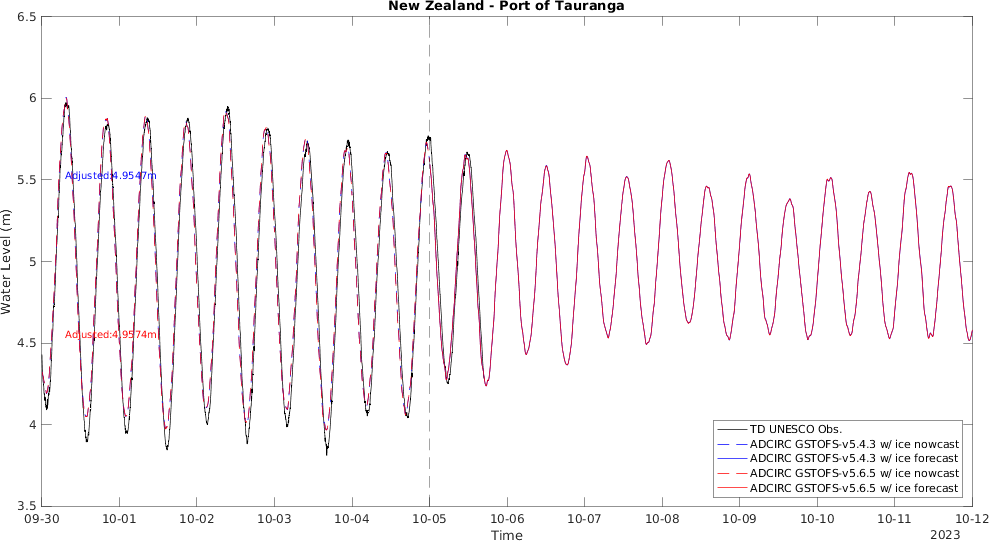 New Zealand - Port of Tauranga
6.5
6
5.5
5
4.5
4
3.5
Water Level (m)
Adjusted:4.9547m
Adjusted:4.9574m
TD UNESCO Obs.
ADCIRC GSTOFS-v5.4.3 w/ ice nowcast
ADCIRC GSTOFS-v5.4.3 w/ ice forecast
ADCIRC GSTOFS-v5.6.5 w/ ice nowcast
ADCIRC GSTOFS-v5.6.5 w/ ice forecast
09-30 10-01 10-02 10-03 10-04 10-05 10-06 10-07 10-08 10-09 10-10 10-11 10-12
Time
2023